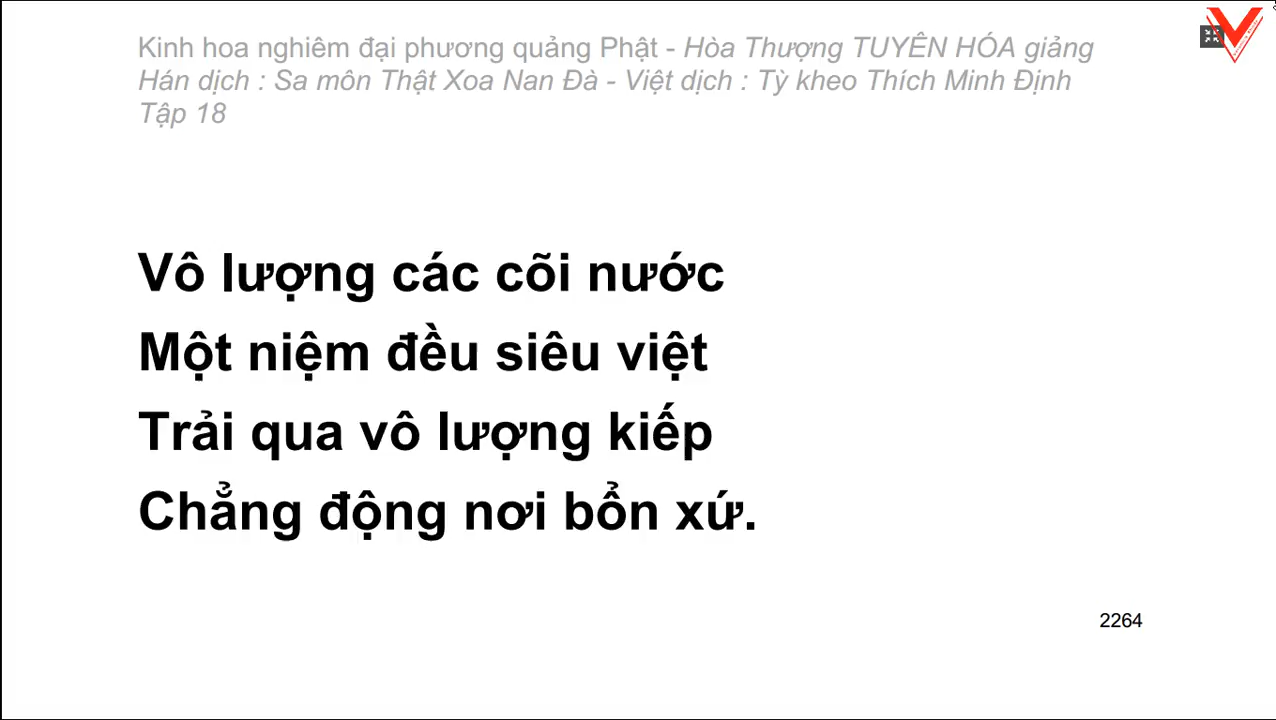 Kinh hoa nghiêm đại phương quảng Phật - Hòa Thượng TUYÊN HÓA giảng
Hán dịch : Sa môn Thật Xoa Nan Đà - Việt dịch : Tỳ kheo Thích Minh Định
Tập 18
Vô lượng các cõi nước
Một niệm đều siêu việt
Trải qua vô lượng kiếp
Chẳng động nơi bổn xứ.
2264